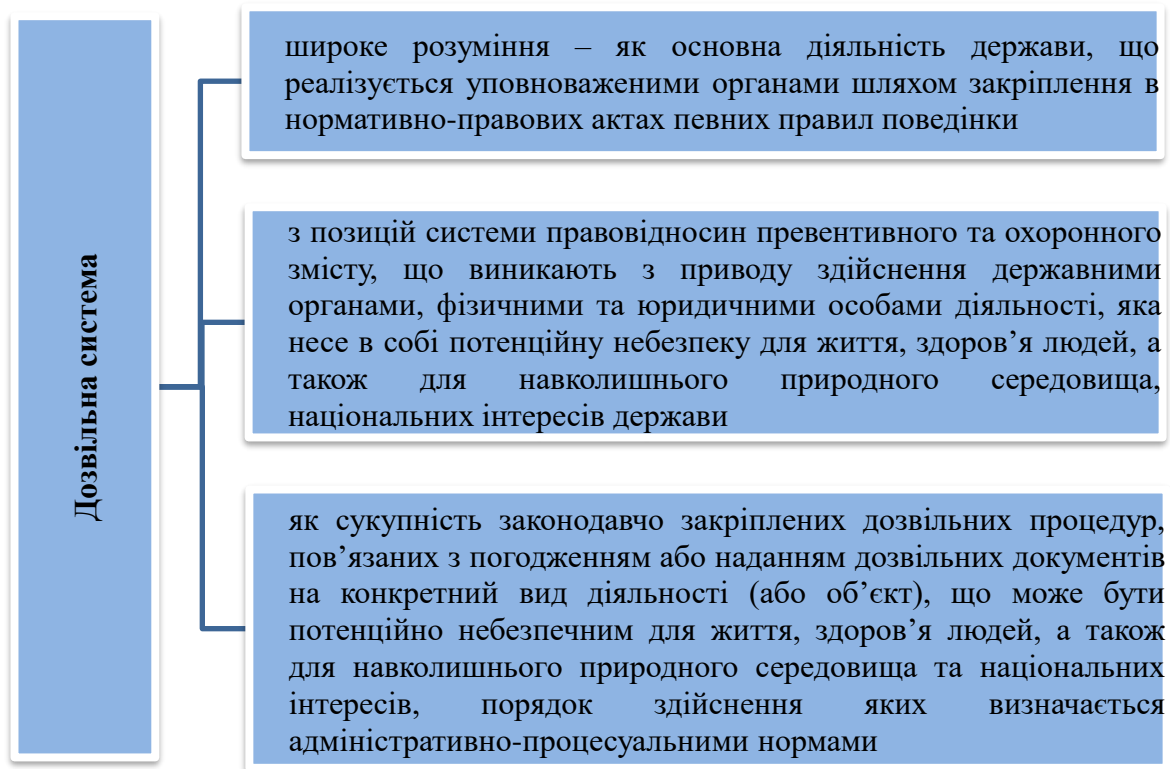 Дозвільна система
широке розуміння – як основна діяльність держави, що
реалізується уповноваженими органами шляхом закріплення в
нормативно-правових актах певних правил поведінки
з позицій системи правовідносин превентивного та охоронного
змісту, що виникають з приводу здійснення державними
органами, фізичними та юридичними особами діяльності, яка
несе в собі потенційну небезпеку для життя, здоров’я людей, а
також для навколишнього природного середовища,
національних інтересів держави
як сукупність законодавчо закріплених дозвільних процедур,
пов’язаних з погодженням або наданням дозвільних документів
на конкретний вид діяльності (або об’єкт), що може бути
потенційно небезпечним для життя, здоров’я людей, а також
для навколишнього природного середовища та національних
інтересів, порядок здійснення яких визначається
адміністративно-процесуальними нормами